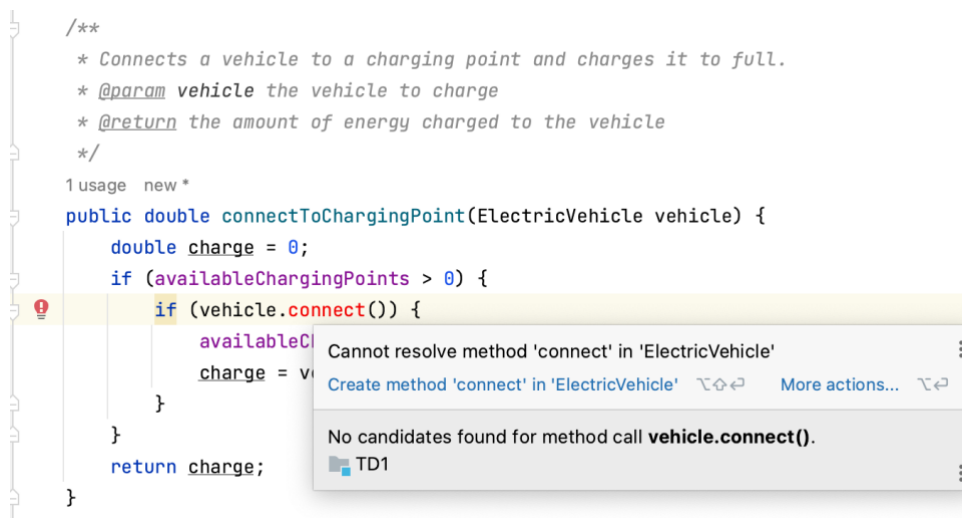 /**
* Connects a vehicle to a charging point and charges it to full.
* @param vehicle the vehicle to charge
* @return the amount of energy charged to the vehicle
*/
1 usage new *
public double connectToChargingPoint(ElectricVehicle vehicle) {
double charge = 0;
if (availableChargingPoints > 0) {
if (vehicle.connect()) {
availableC
charge = v
}
}
return charge;
}
Cannot resolve method 'connect' in 'ElectricVehicle'
Create method 'connect' in 'ElectricVehicle' ⌥⇧⏎ More actions... ⌥⏎
No candidates found for method call vehicle.connect().
TD1